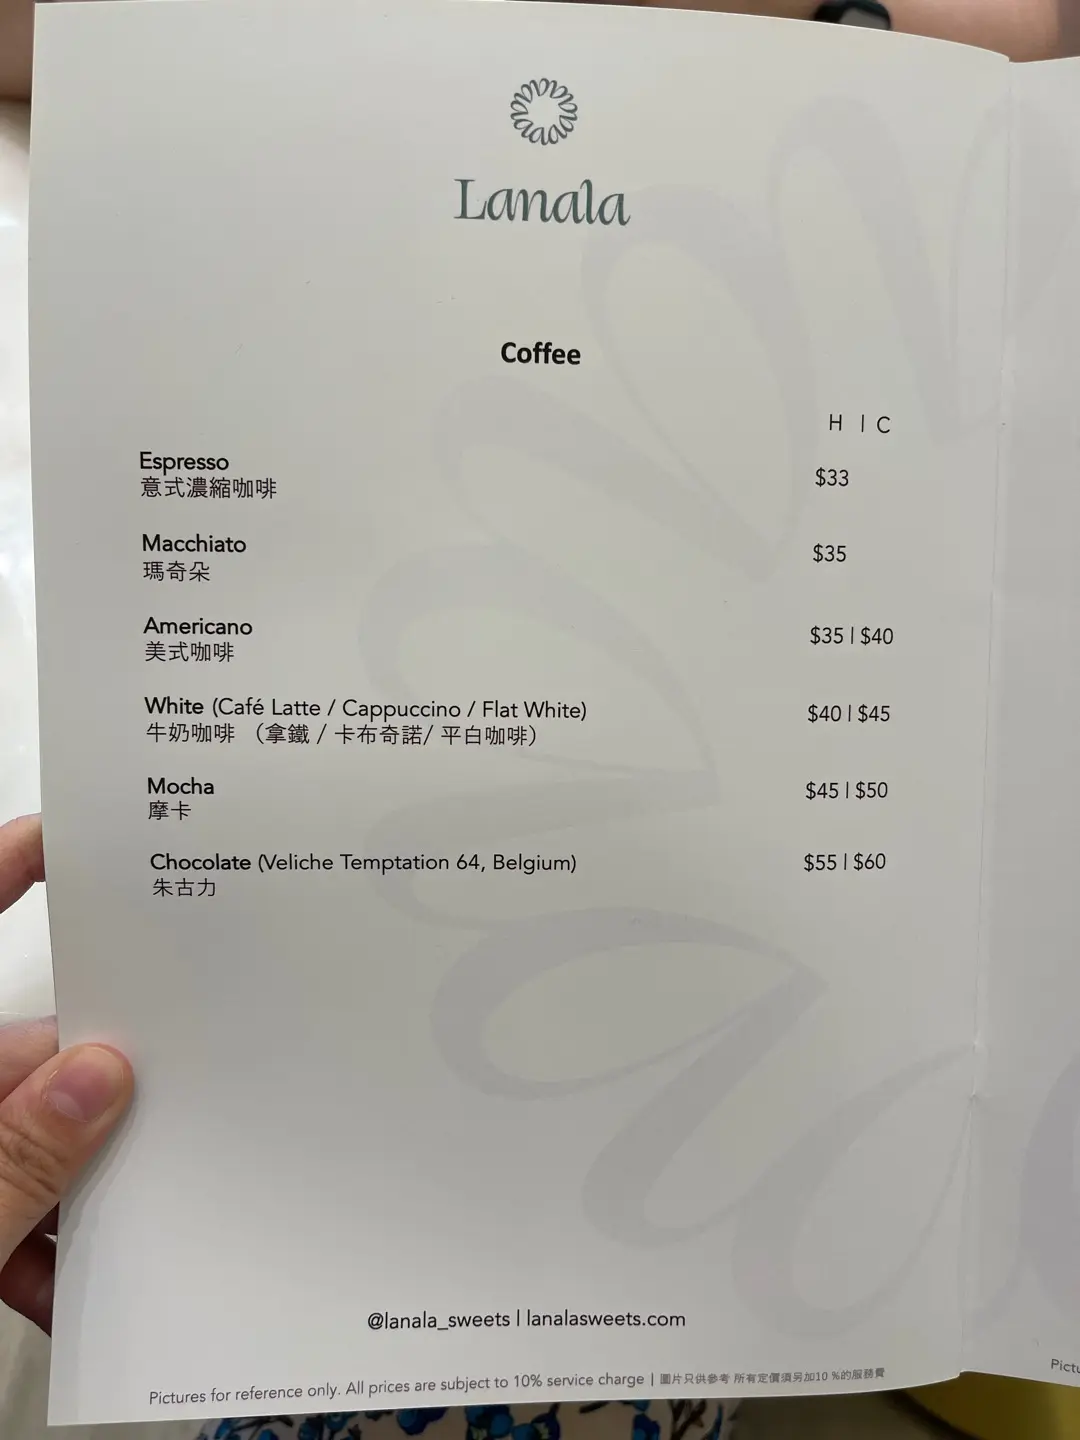 Lanala
Coffee
H | C
Espresso
意式濃縮咖啡
$33
Macchiato
瑪奇朵
$35
Americano
美式咖啡
$35 | $40
White (Café Latte / Cappuccino / Flat White)
牛奶咖啡 （拿鐵 / 卡布奇諾/ 平白咖啡）
$40 | $45
Mocha
摩卡
$45 | $50
Chocolate (Veliche Temptation 64, Belgium)
朱古力
$55 | $60
@lanala_sweets | lanalasweets.com
Pictures for reference only. All prices are subject to 10% service charge | 圖片只供參考 所有定價須另加10 %的服務費
Pictu